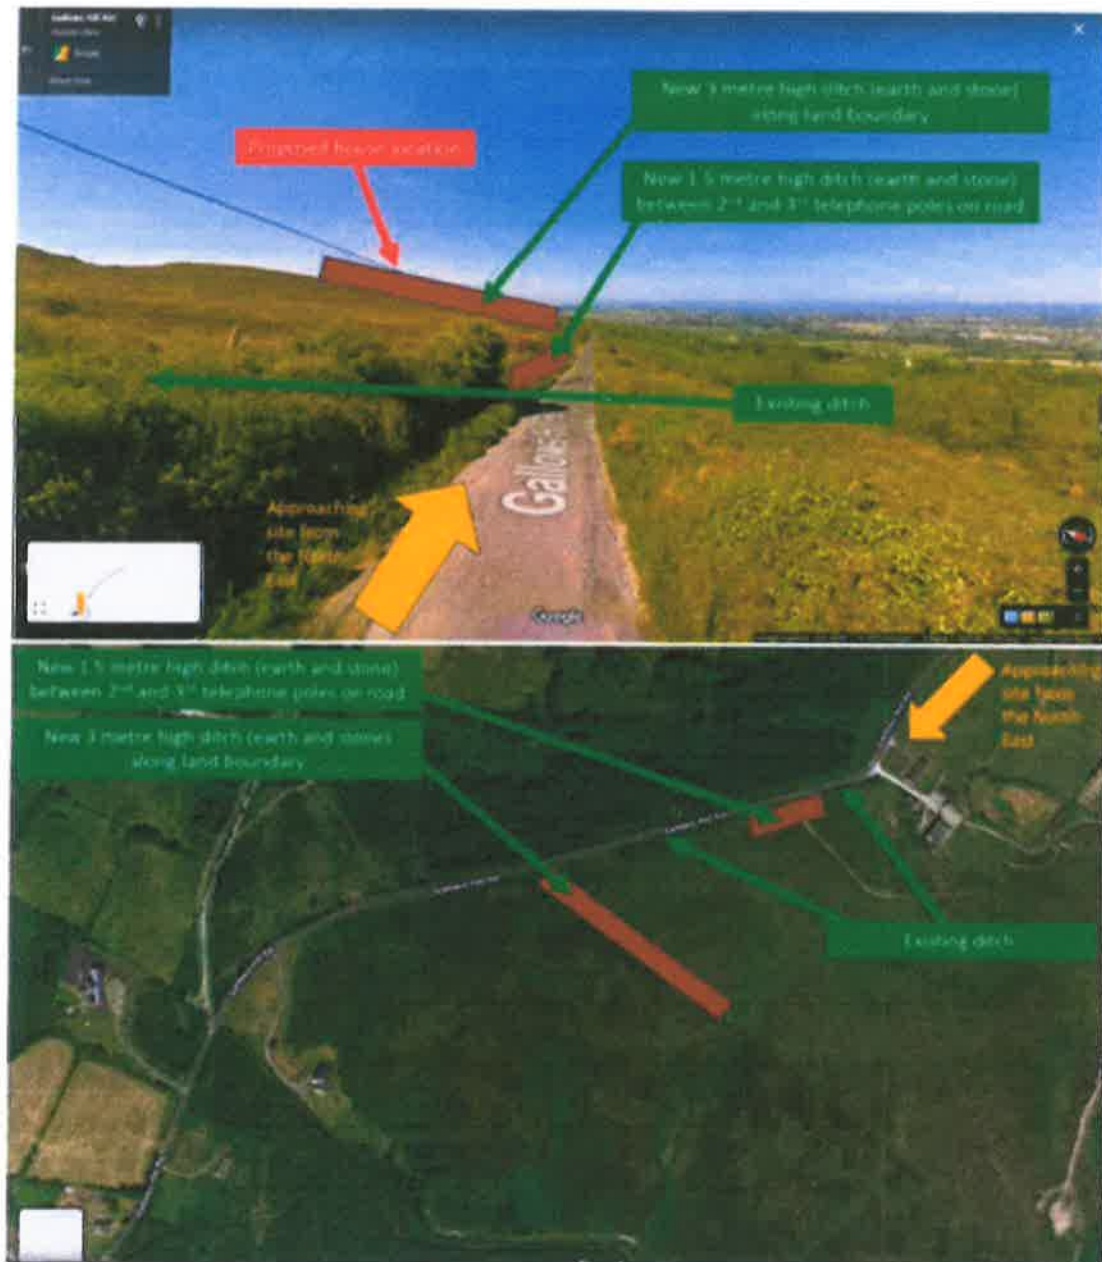 New 3 metre high ditch (earth and stone)
along land boundary
Proposed house location
New 1.5 metre high ditch (earth and stone)
between 2nd and 3rd telephone poles on road
Existing ditch
Gallows
Approaching
site from
the North
East
Google
New 1.5 metre high ditch (earth and stone)
between 2nd and 3rd telephone poles on road
New 3 metre high ditch (earth and stones)
along land boundary
Approaching
site from
the North
East
Existing ditch